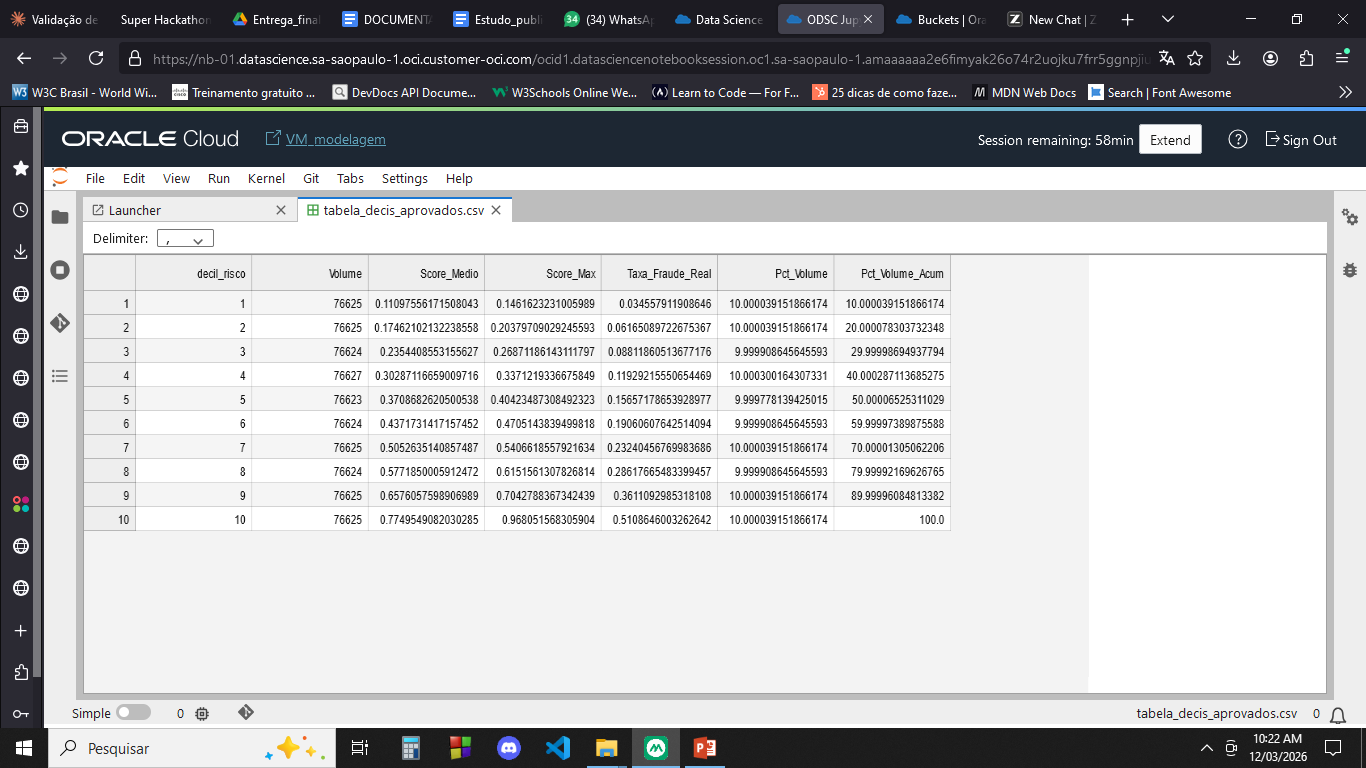 Validação de
Super Hackathon
Entrega_final
DOCUMENTA
Estudo_publi
34
(34) WhatsAp
Data Science
ODSC Jup
Buckets | Ora
New Chat | Z
https://nb-01.datascience.sa-saopaulo-1.oci.customer-oci.com/ocid1.datasciencenotebooksession.oc1.sa-saopaulo-1.amaaaaaa2e6fimyak26o74r2uojku7frr5ggnpjiu
W3C Brasil - World Wi...
Treinamento gratuito ...
DevDocs API Docume...
W3Schools Online We...
Learn to Code — For F...
25 dicas de como faze...
MDN Web Docs
Search | Font Awesome
ORACLE Cloud
VM_modelagem
Session remaining: 58min
Extend
Sign Out
File Edit View Run Kernel Git Tabs Settings Help
Launcher
tabela_decis_aprovados.csv
Delimiter: ,
decil_risco Volume Score_Medio Score_Max Taxa_Fraude_Real Pct_Volume Pct_Volume_Acum
1 1 76625 0.11097556171508043 0.1461623231005989 0.034557911908646 10.000039151866174 10.000039151866174
2 2 76625 0.17462102132238558 0.20379709029245593 0.06165089722675367 10.000039151866174 20.000078303732348
3 3 76624 0.2354408553155627 0.26871186143111797 0.08811860513677176 9.999908645645593 29.99998694937794
4 4 76627 0.30287116659009716 0.3371219336675849 0.11929215550654469 10.000300164307331 40.000287113685275
5 5 76623 0.3708682620500538 0.40423487308492323 0.15657178653928977 9.999778139425015 50.00006525311029
6 6 76624 0.4371731417157452 0.4705143839499818 0.19060607642514094 9.999908645645593 59.99997389875588
7 7 76625 0.5052635140857487 0.5406618557921634 0.23240456769983686 10.000039151866174 70.00001305062206
8 8 76624 0.5771850005912472 0.6151561307826814 0.28617665483399457 9.999908645645593 79.99992169626765
9 9 76625 0.6576057598906989 0.7042788367342439 0.3611092985318108 10.000039151866174 89.99996084813382
10 10 76625 0.7749549082030285 0.968051568305904 0.5108646003262642 10.000039151866174 100.0
Simple 0
tabela_decis_aprovados.csv 0
Pesquisar
10:22 AM
12/03/2026